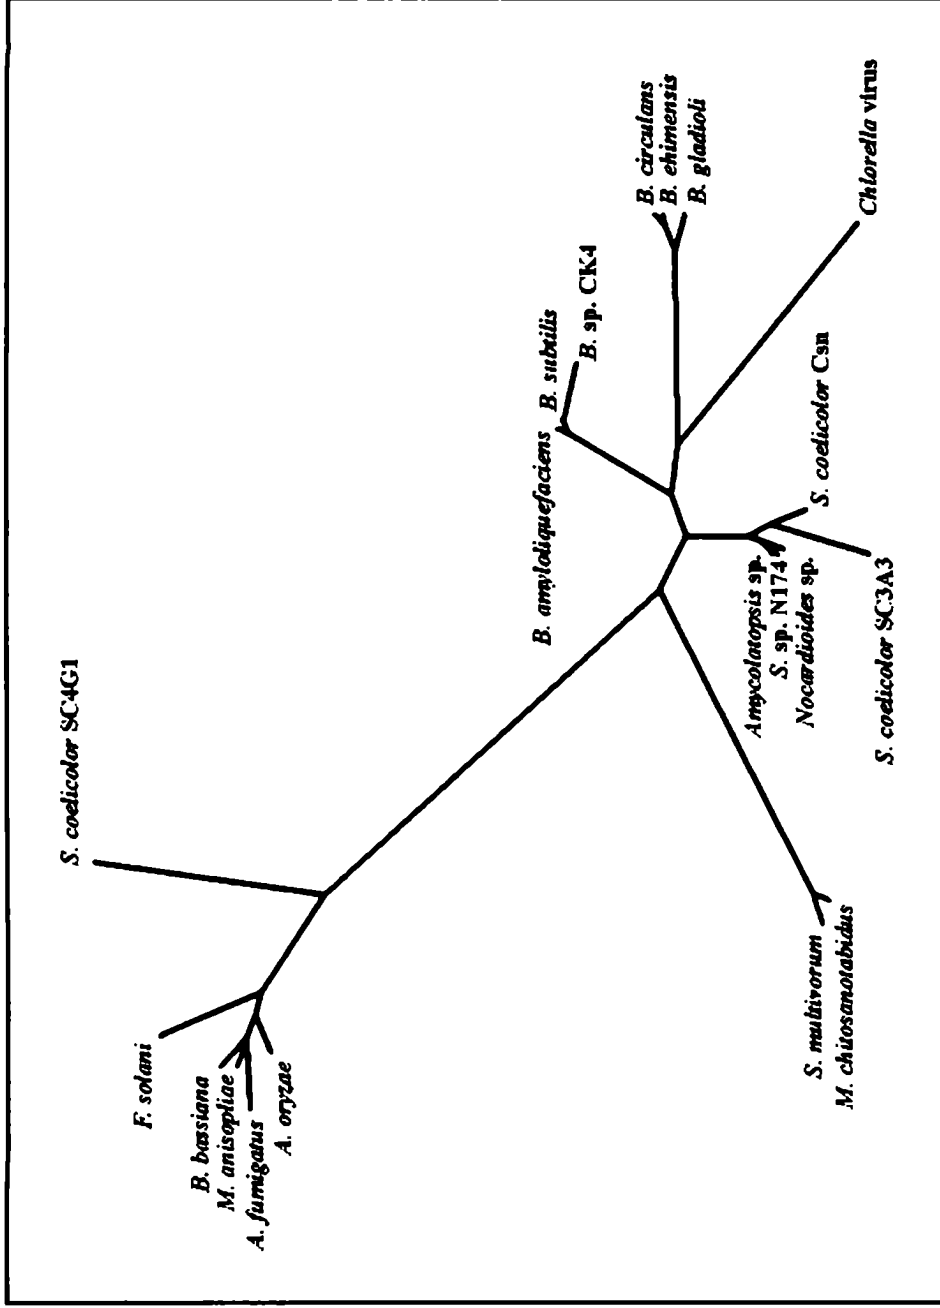 S. coelicolor SC4G1
F. solani
B. bassiana
M. anisopliae
A. fumigatus
A. oryzae
B. amyloliquefaciens
B. subtilis
B. sp. CK4
B. circulans
B. ehimensis
B. gladioli
Chlorella virus
S. coelicolor Csn
Amycolatopsis sp.
S. sp. N174
Nocardioides sp.
S. coelicolor SC3A3
S. multivorum
M. chitosanotabidus